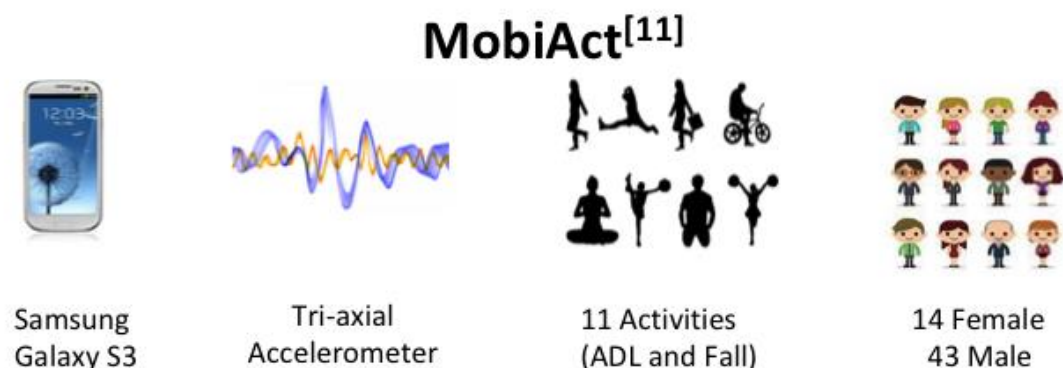 MobiAct[11]
12:03
Samsung
Galaxy S3
Tri-axial
Accelerometer
11 Activities
(ADL and Fall)
14 Female
43 Male